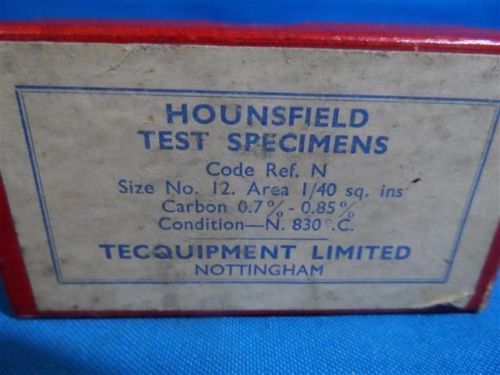 HOUNSFIELD
TEST SPECIMENS
Code Ref. N
Size No. 12. Area 1/40 sq. ins
Carbon 0.7% - 0.85%
Condition—N. 830°.C.
TECQUIPMENT LIMITED
NOTTINGHAM